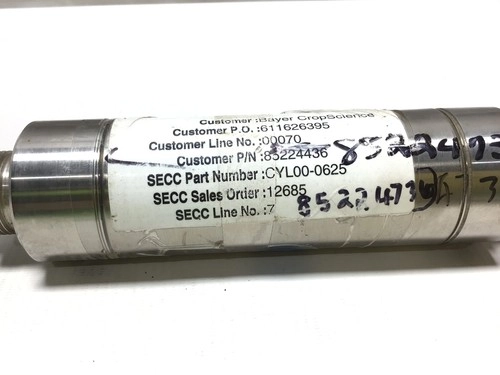 Customer :Bayer CropScience
Customer P.O. :611626395
Customer Line No. :00070
Customer P/N :85224436
SECC Part Number :CYL00-0625
SECC Sales Order :12685
SECC Line No. :7